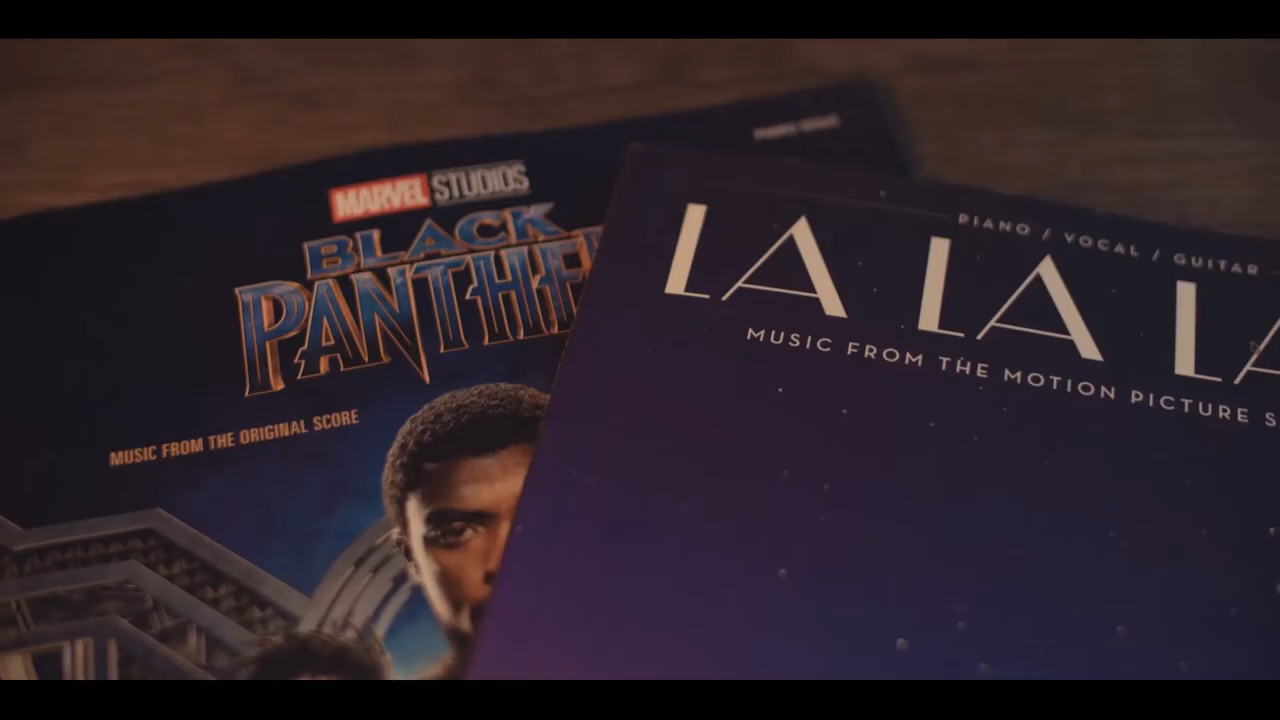 MARVEL STUDIOS
BLACK
PANTHE
MUSIC FROM THE ORIGINAL SCORE
PIANO / VOCAL / GUITAR
LA LA LA
MUSIC FROM THE MOTION PICTURE S